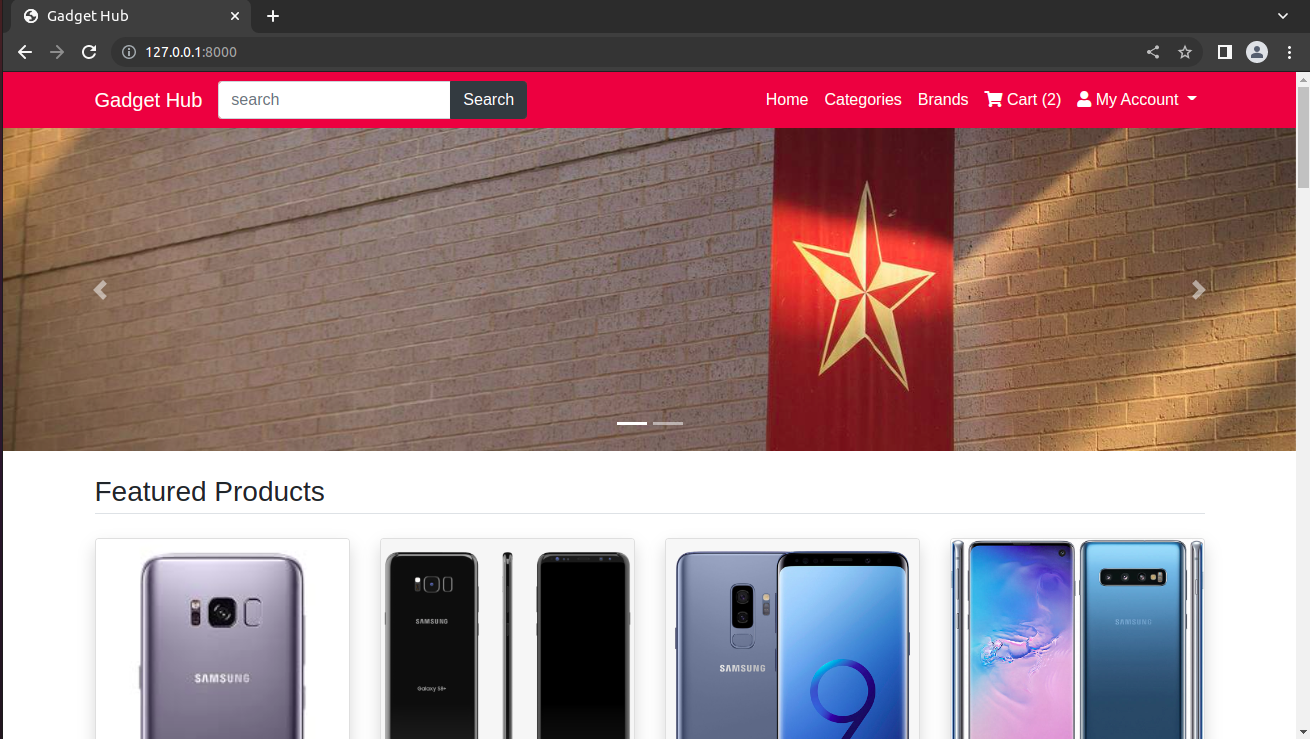 Gadget Hub
127.0.0.1:8000
Gadget Hub search Search Home Categories Brands Cart (2) My Account
Featured Products
SAMSUNG
SAMSUNG
Galaxy S8+
SAMSUNG
9
SAMSUNG